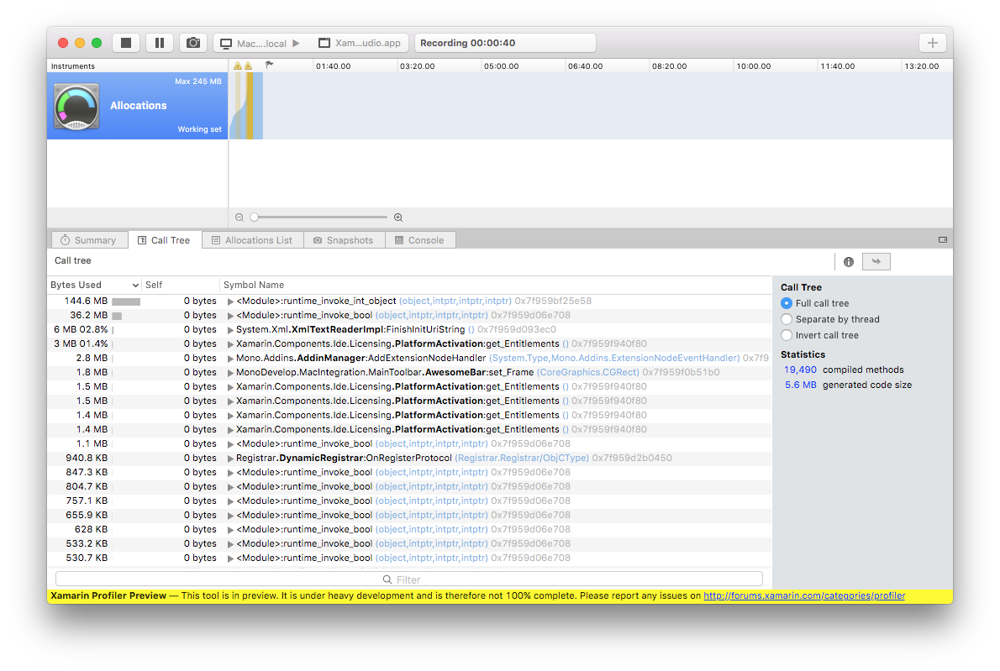 Mac....local
Xam...udio.app
Recording 00:00:40
Instruments
01:40.00
03:20.00
05:00.00
06:40.00
08:20.00
10:00.00
11:40.00
13:20.00
Max 245 MB
Allocations
Working set
Summary
Call Tree
Allocations List
Snapshots
Console
Call tree
Bytes Used Self Symbol Name
144.6 MB 0 bytes <Module>:runtime_invoke_int_object (object,intptr,intptr,intptr) 0x7f959bf25e58
36.2 MB 0 bytes <Module>:runtime_invoke_bool (object,intptr,intptr,intptr) 0x7f959d06e708
6 MB 02.8% 0 bytes System.Xml.XmlTextReaderImpl:FinishInitUriString () 0x7f959d093ec0
3 MB 01.4% 0 bytes Xamarin.Components.Ide.Licensing.PlatformActivation:get_Entitlements () 0x7f959f940f80
2.8 MB 0 bytes Mono.Addins.AddinManager:AddExtensionNodeHandler (System.Type,Mono.Addins.ExtensionNodeEventHandler) 0x7f9
1.8 MB 0 bytes MonoDevelop.MacIntegration.MainToolbar.AwesomeBar:set_Frame (CoreGraphics.CGRect) 0x7f959f0b51b0
1.5 MB 0 bytes Xamarin.Components.Ide.Licensing.PlatformActivation:get_Entitlements () 0x7f959f940f80
1.5 MB 0 bytes Xamarin.Components.Ide.Licensing.PlatformActivation:get_Entitlements () 0x7f959f940f80
1.4 MB 0 bytes Xamarin.Components.Ide.Licensing.PlatformActivation:get_Entitlements () 0x7f959f940f80
1.4 MB 0 bytes Xamarin.Components.Ide.Licensing.PlatformActivation:get_Entitlements () 0x7f959f940f80
1.1 MB 0 bytes <Module>:runtime_invoke_bool (object,intptr,intptr,intptr) 0x7f959d06e708
940.8 KB 0 bytes Registrar.DynamicRegistrar:OnRegisterProtocol (Registrar.Registrar/ObjCType) 0x7f959d2b0450
847.3 KB 0 bytes <Module>:runtime_invoke_bool (object,intptr,intptr,intptr) 0x7f959d06e708
804.7 KB 0 bytes <Module>:runtime_invoke_bool (object,intptr,intptr,intptr) 0x7f959d06e708
757.1 KB 0 bytes <Module>:runtime_invoke_bool (object,intptr,intptr,intptr) 0x7f959d06e708
655.9 KB 0 bytes <Module>:runtime_invoke_bool (object,intptr,intptr,intptr) 0x7f959d06e708
628 KB 0 bytes <Module>:runtime_invoke_bool (object,intptr,intptr,intptr) 0x7f959d06e708
533.2 KB 0 bytes <Module>:runtime_invoke_bool (object,intptr,intptr,intptr) 0x7f959d06e708
530.7 KB 0 bytes <Module>:runtime_invoke_bool (object,intptr,intptr,intptr) 0x7f959d06e708
Call Tree
Full call tree
Separate by thread
Invert call tree
Statistics
19,490 compiled methods
5.6 MB generated code size
Filter
Xamarin Profiler Preview — This tool is in preview. It is under heavy development and is therefore not 100% complete. Please report any issues on http://forums.xamarin.com/categories/profiler